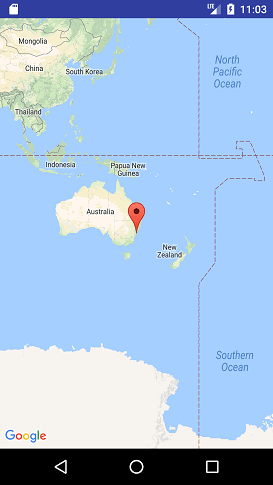 LTE 11:03
Mongolia
China
South Korea
Thailand
North
Pacific
Ocean
Indonesia
Papua New
Guinea
Australia
New
Zealand
Southern
Ocean
Google